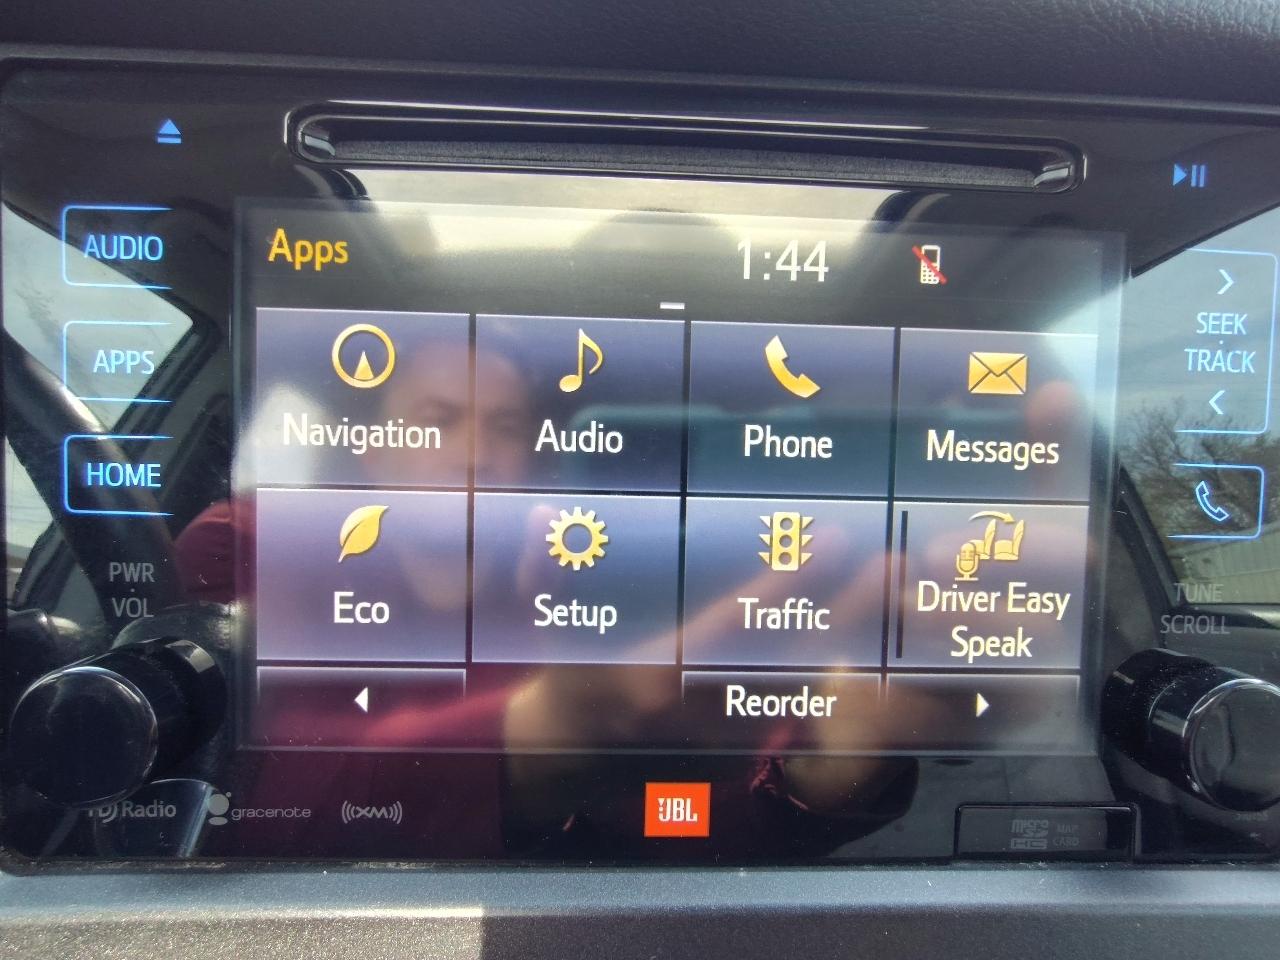 AUDIO
APPS
HOME
PWR
VOL
Apps
1:44
Navigation
Audio
Phone
Messages
Eco
Setup
Traffic
Driver Easy
Speak
Reorder
SEEK
TRACK
TUNE
SCROLL
HD Radio
gracenote
((XM))
JBL
micro
SD
HC
MAP
CARD